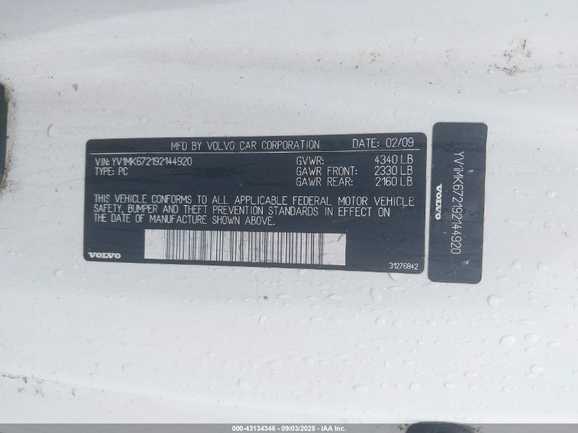 MFD BY VOLVO CAR CORPORATION DATE: 02/09
VIN: YV1MK672192144920 GVWR: 4340 LB
TYPE: PC GAWR FRONT: 2330 LB
GAWR REAR: 2160 LB
THIS VEHICLE CONFORMS TO ALL APPLICABLE FEDERAL MOTOR VEHICLE
SAFETY, BUMPER AND THEFT PREVENTION STANDARDS IN EFFECT ON THE
DATE OF MANUFACTURE SHOWN ABOVE.
VOLVO 31276842
YV1MK672192144920
VOLVO
000-43134346 - 09/03/2025 - IAA Inc.